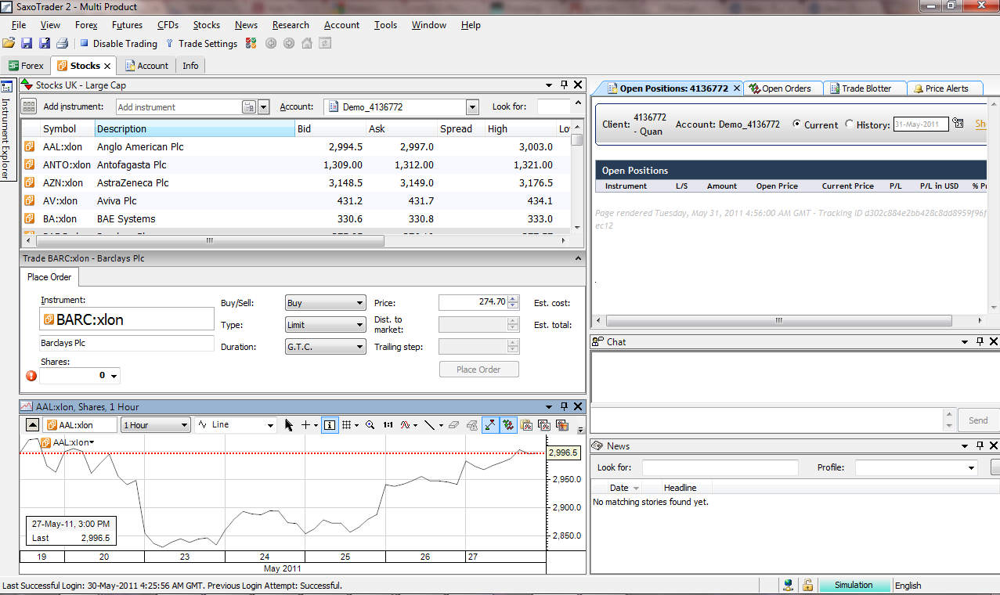 SaxoTrader 2 - Multi Product
File View Forex Futures CFDs Stocks News Research Account Tools Window Help
Disable Trading Trade Settings
Forex Stocks Account Info
Instrument Explorer
Stocks UK - Large Cap
Add instrument: Add instrument Account: Demo_4136772 Look for:
Symbol Description Bid Ask Spread High Lo
AAL:xlon Anglo American Plc 2,994.5 2,997.0 3,003.0
ANTO:xlon Antofagasta Plc 1,309.00 1,312.00 1,321.00
AZN:xlon AstraZeneca Plc 3,148.5 3,149.0 3,176.5
AV:xlon Aviva Plc 431.2 431.7 434.1
BA:xlon BAE Systems 330.6 330.8 333.0
Trade BARC:xlon - Barclays Plc
Place Order
Instrument:
BARC:xlon
Barclays Plc
Shares:
0
Buy/Sell: Buy Price: 274.70 Est. cost:
Type: Limit Dist. to market: Est. total:
Duration: G.T.C. Trailing step:
Place Order
AAL:xlon, Shares, 1 Hour
AAL:xlon 1 Hour Line 1:1
AAL:xlon
2,996.5
2,950.0
2,900.0
2,850.0
27-May-11, 3:00 PM
Last 2,996.5
19 20 23 24 25 26 27
May 2011
Open Positions: 4136772 Open Orders Trade Blotter Price Alerts
Client: 4136772 - Quan Account: Demo_4136772 Current History: 31-May-2011 Sh
Open Positions
Instrument L/S Amount Open Price Current Price P/L P/L in USD % Pr
Page rendered Tuesday, May 31, 2011 4:56:00 AM GMT - Tracking ID d302c884e2bb428c8dd8959f96f
ec12
Chat
Send
News
Look for: Profile:
Date Headline
No matching stories found yet.
Last Successful Login: 30-May-2011 4:25:56 AM GMT. Previous Login Attempt: Successful.
Simulation English